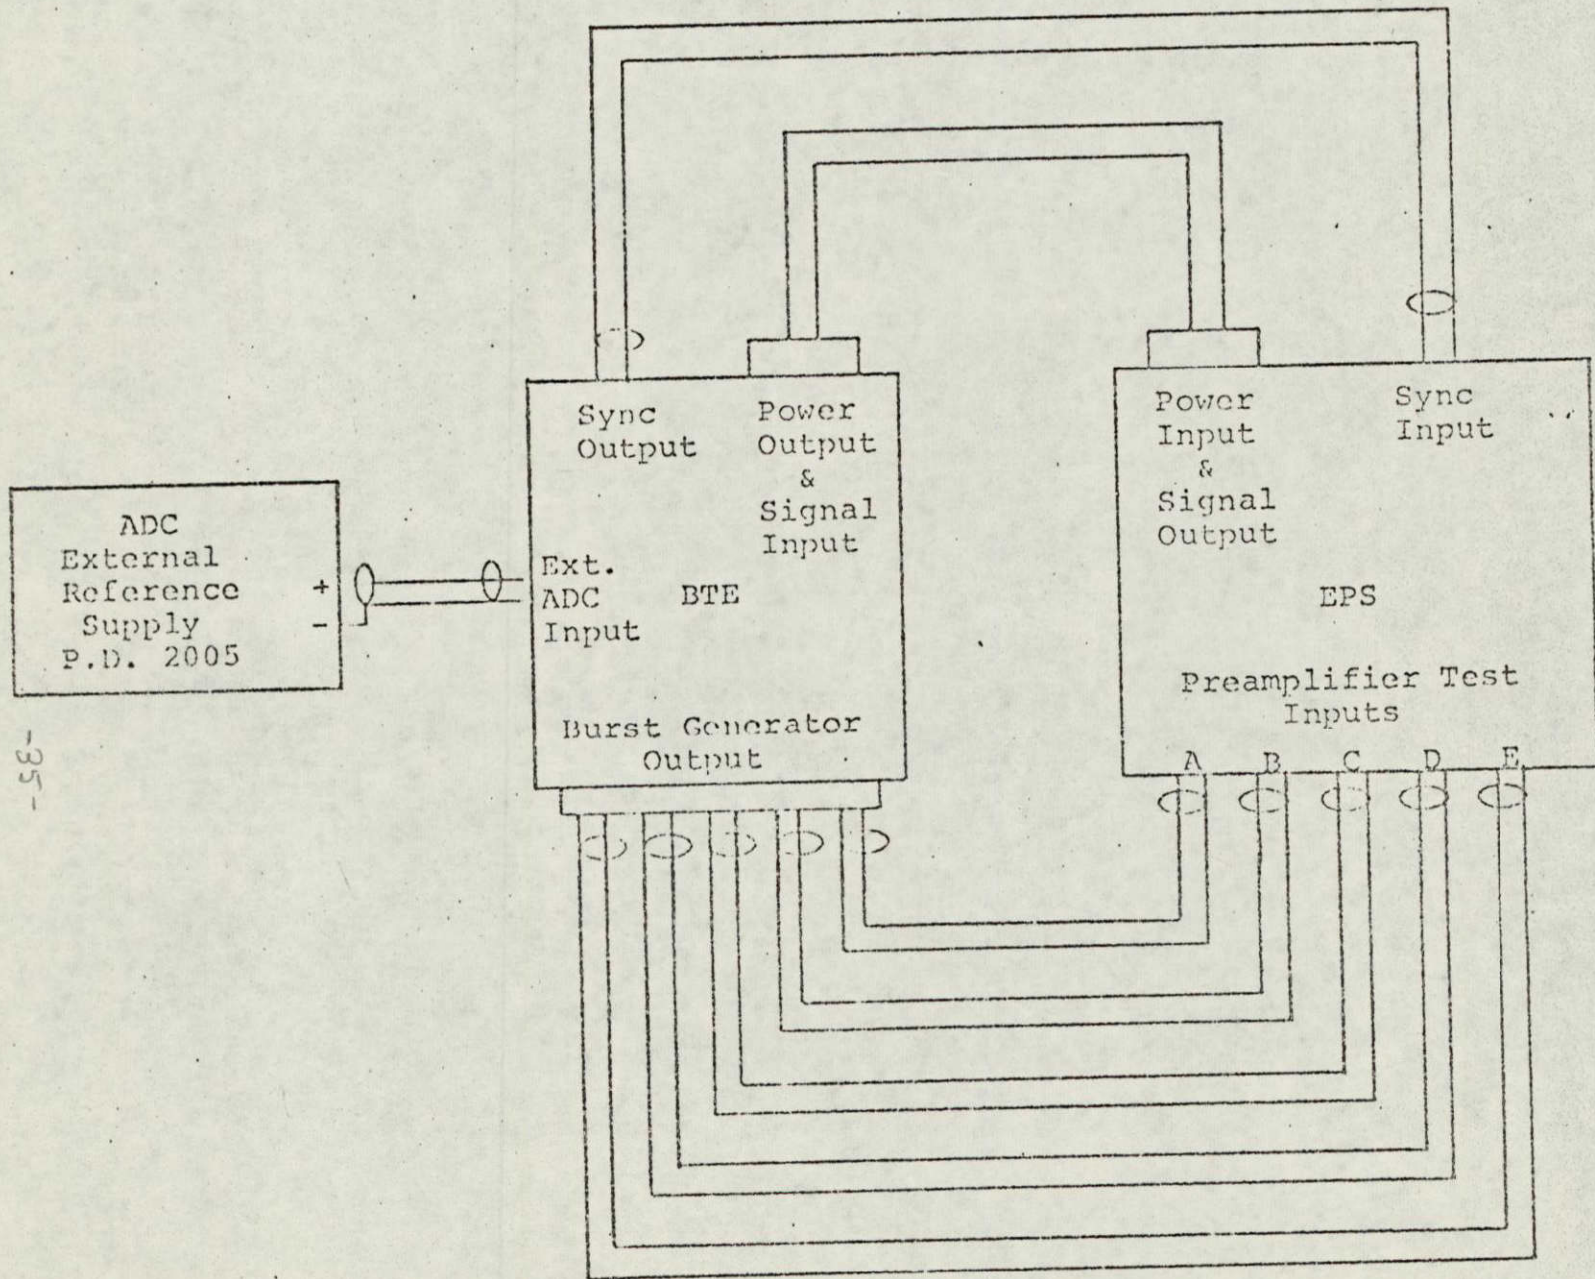 Sync
Output
Power
Output
&
Signal
Input
Power
Input
&
Signal
Output
Sync
Input
ADC
External
Reference
Supply
P.D. 2005
+
-
Ext.
ADC
Input
BTE
EPS
Burst Generator
Output
Preamplifier Test
Inputs
A B C D E
-35-